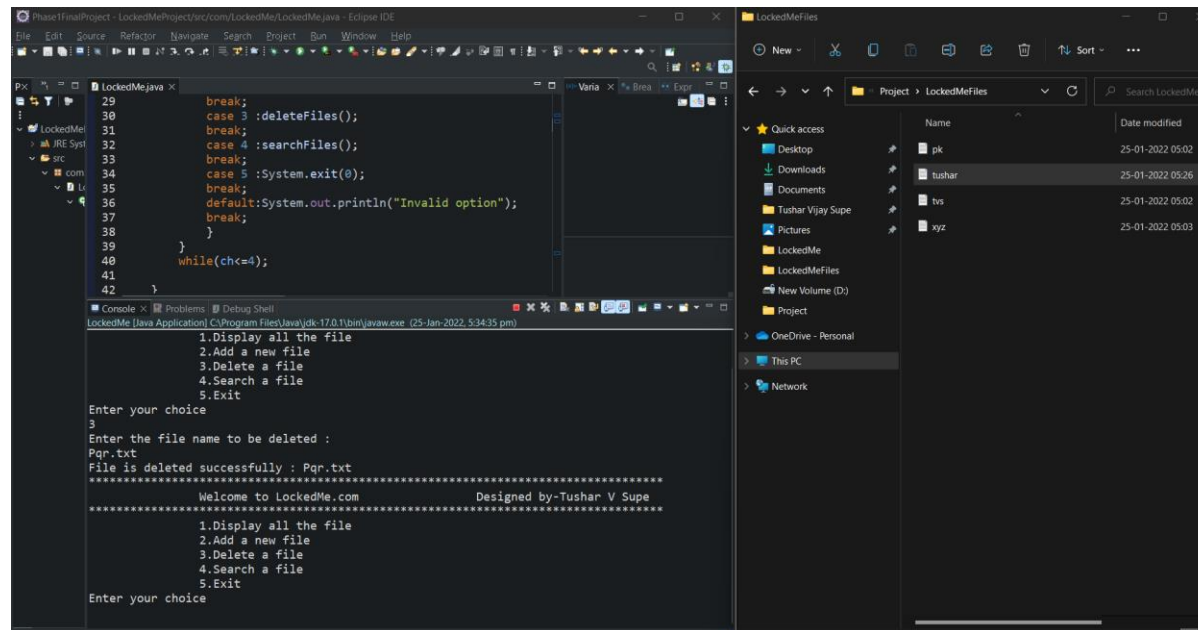 Phase1FinalProject - LockedMeProject/src/com/LockedMe/LockedMe.java - Eclipse IDE
File Edit Source Refactor Navigate Search Project Run Window Help
LockedMe.java
29 break;
30 case 3 :deleteFiles();
31 break;
32 case 4 :searchFiles();
33 break;
34 case 5 :System.exit(0);
35 break;
36 default:System.out.println("Invalid option");
37 break;
38 }
39 }
40 while(ch<=4);
41
42 }
LockedMe
JRE Syst
src
com
Varia Brea Expr
Console Problems Debug Shell
LockedMe [Java Application] C:\Program Files\Java\jdk-17.0.1\bin\javaw.exe (25-Jan-2022, 5:34:35 pm)
1.Display all the file
2.Add a new file
3.Delete a file
4.Search a file
5.Exit
Enter your choice
3
Enter the file name to be deleted :
Pqr.txt
File is deleted successfully : Pqr.txt
***********************************************************************************
Welcome to LockedMe.com Designed by-Tushar V Supe
***********************************************************************************
1.Display all the file
2.Add a new file
3.Delete a file
4.Search a file
5.Exit
Enter your choice
LockedMeFiles
New Sort
Project > LockedMeFiles Search LockedMe
Quick access
Desktop
Downloads
Documents
Tushar Vijay Supe
Pictures
LockedMe
LockedMeFiles
New Volume (D:)
Project
OneDrive - Personal
This PC
Network
Name Date modified
pk 25-01-2022 05:02
tushar 25-01-2022 05:26
tvs 25-01-2022 05:02
xyz 25-01-2022 05:03